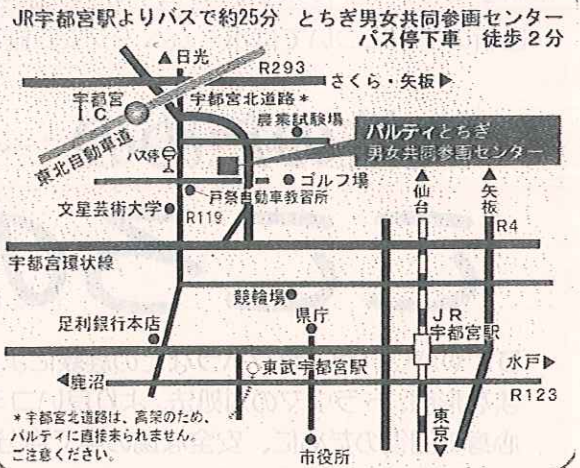 JR宇都宮駅よりバスで約25分 とちぎ男女共同参画センター
バス停下車 徒歩2分
▲日光
R293
さくら・矢板▶
宇都宮
I.C
宇都宮北道路*
農業試験場
東北自動車道
パルティとちぎ
男女共同参画センター
バス停
ゴルフ場
戸祭自動車教習所
文星芸術大学
R119
▲仙台
▲矢板
R4
宇都宮環状線
競輪場
足利銀行本店
県庁
JR
宇都宮駅
水戸▶
東武宇都宮駅
◀鹿沼
R123
東京▼
市役所
*宇都宮北道路は、高架のため、
パルティに直接来られません。
ご注意ください。